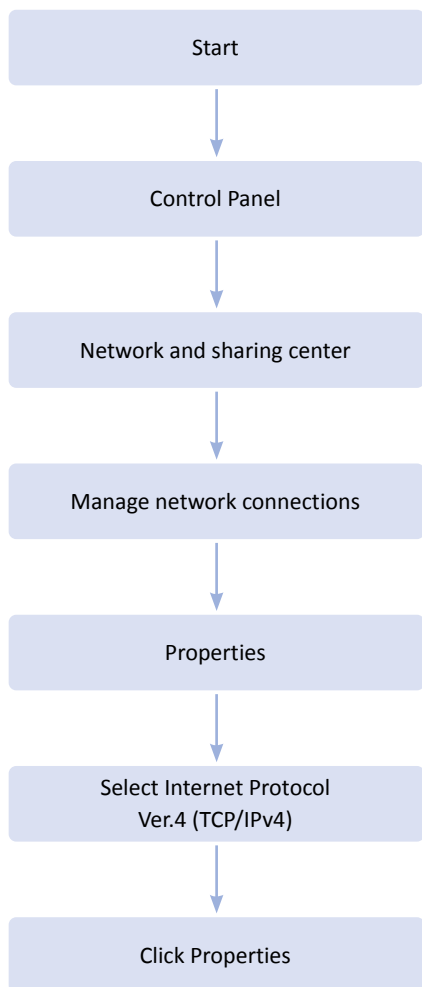 Start
Control Panel
Network and sharing center
Manage network connections
Properties
Select Internet Protocol
Ver.4 (TCP/IPv4)
Click Properties